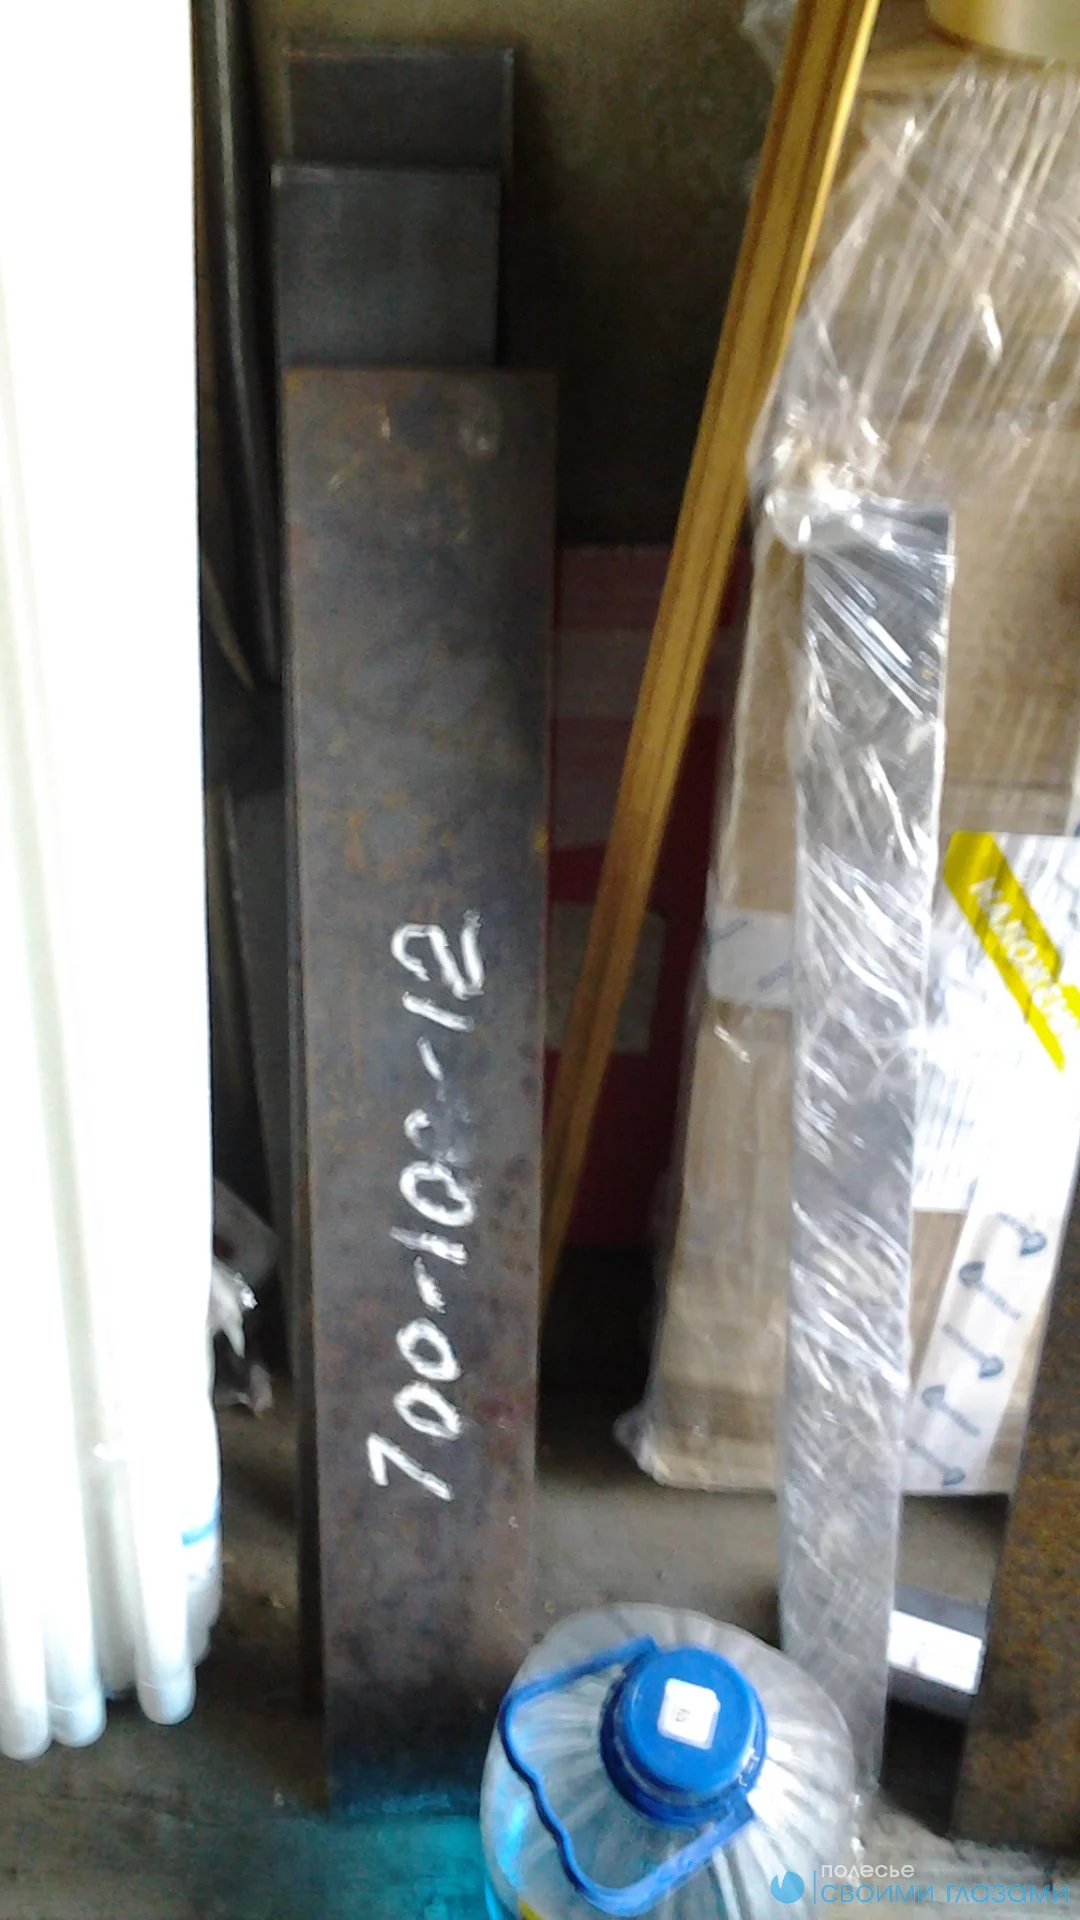 700-100-12
полесье
своими глазами